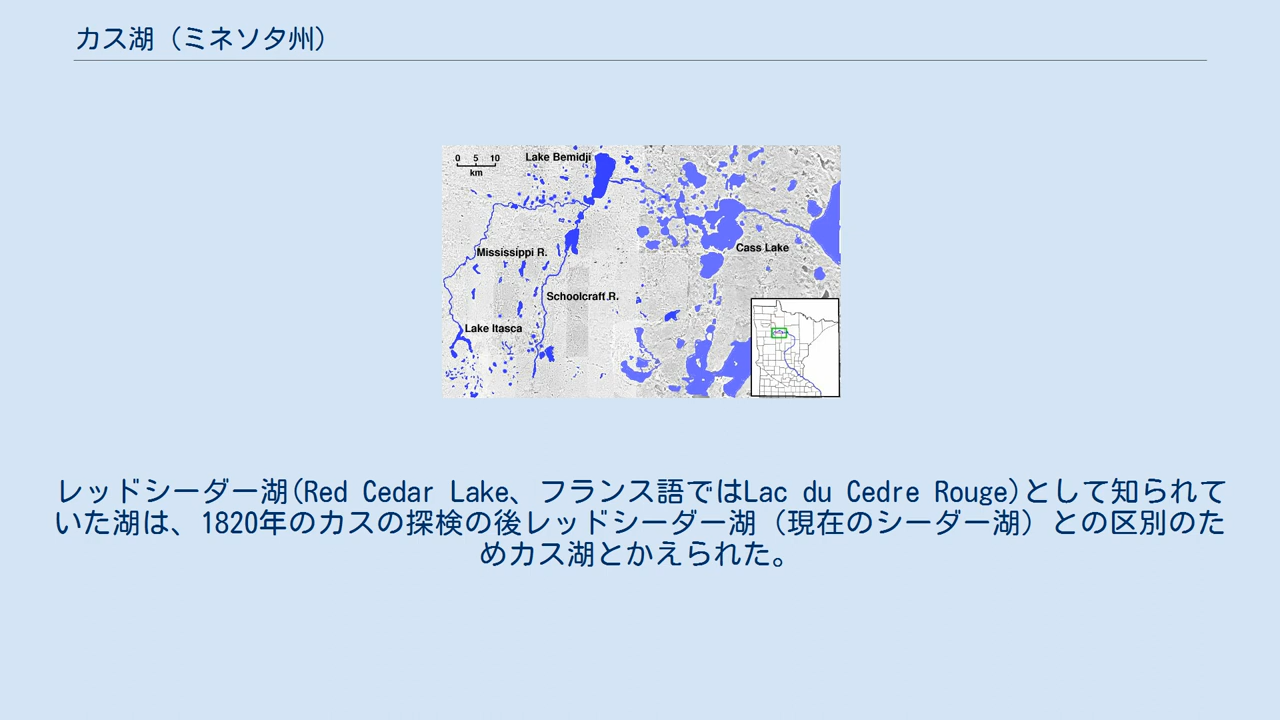 カス湖（ミネソタ州）
0 5 10
km
Lake Bemidji
Cass Lake
Mississippi R.
Schoolcraft R.
Lake Itasca
レッドシーダー湖(Red Cedar Lake、フランス語ではLac du Cedre Rouge)として知られて
いた湖は、1820年のカスの探検の後レッドシーダー湖（現在のシーダー湖）との区別のた
めカス湖とかえられた。